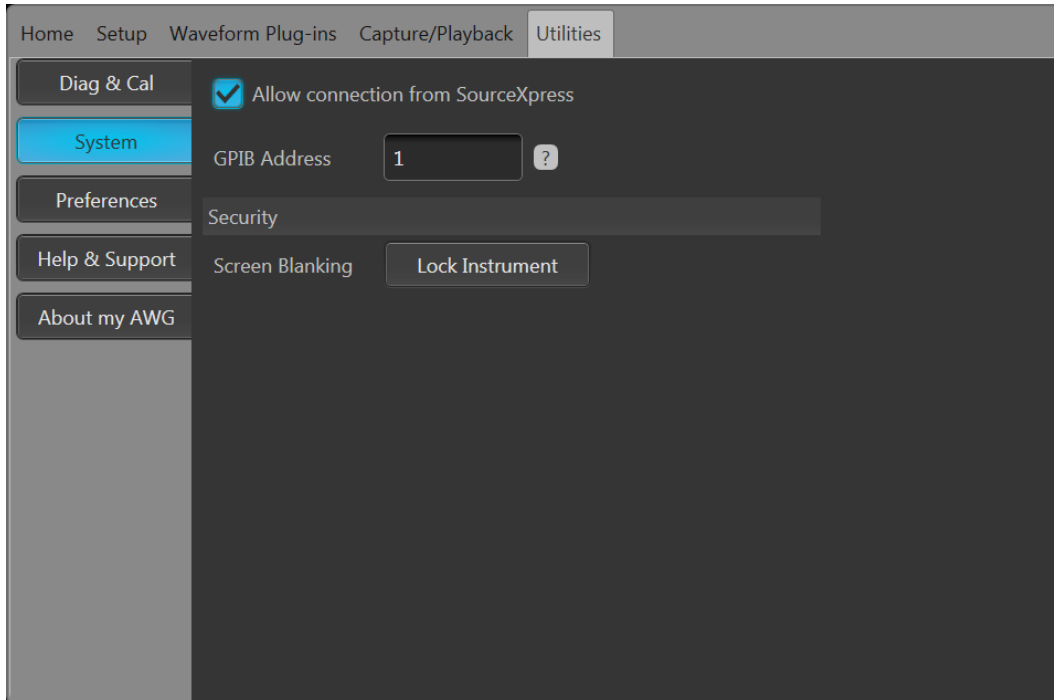 Home Setup Waveform Plug-ins Capture/Playback Utilities
Diag & Cal
System
Preferences
Help & Support
About my AWG
Allow connection from SourceXpress
GPIB Address 1 ?
Security
Screen Blanking Lock Instrument